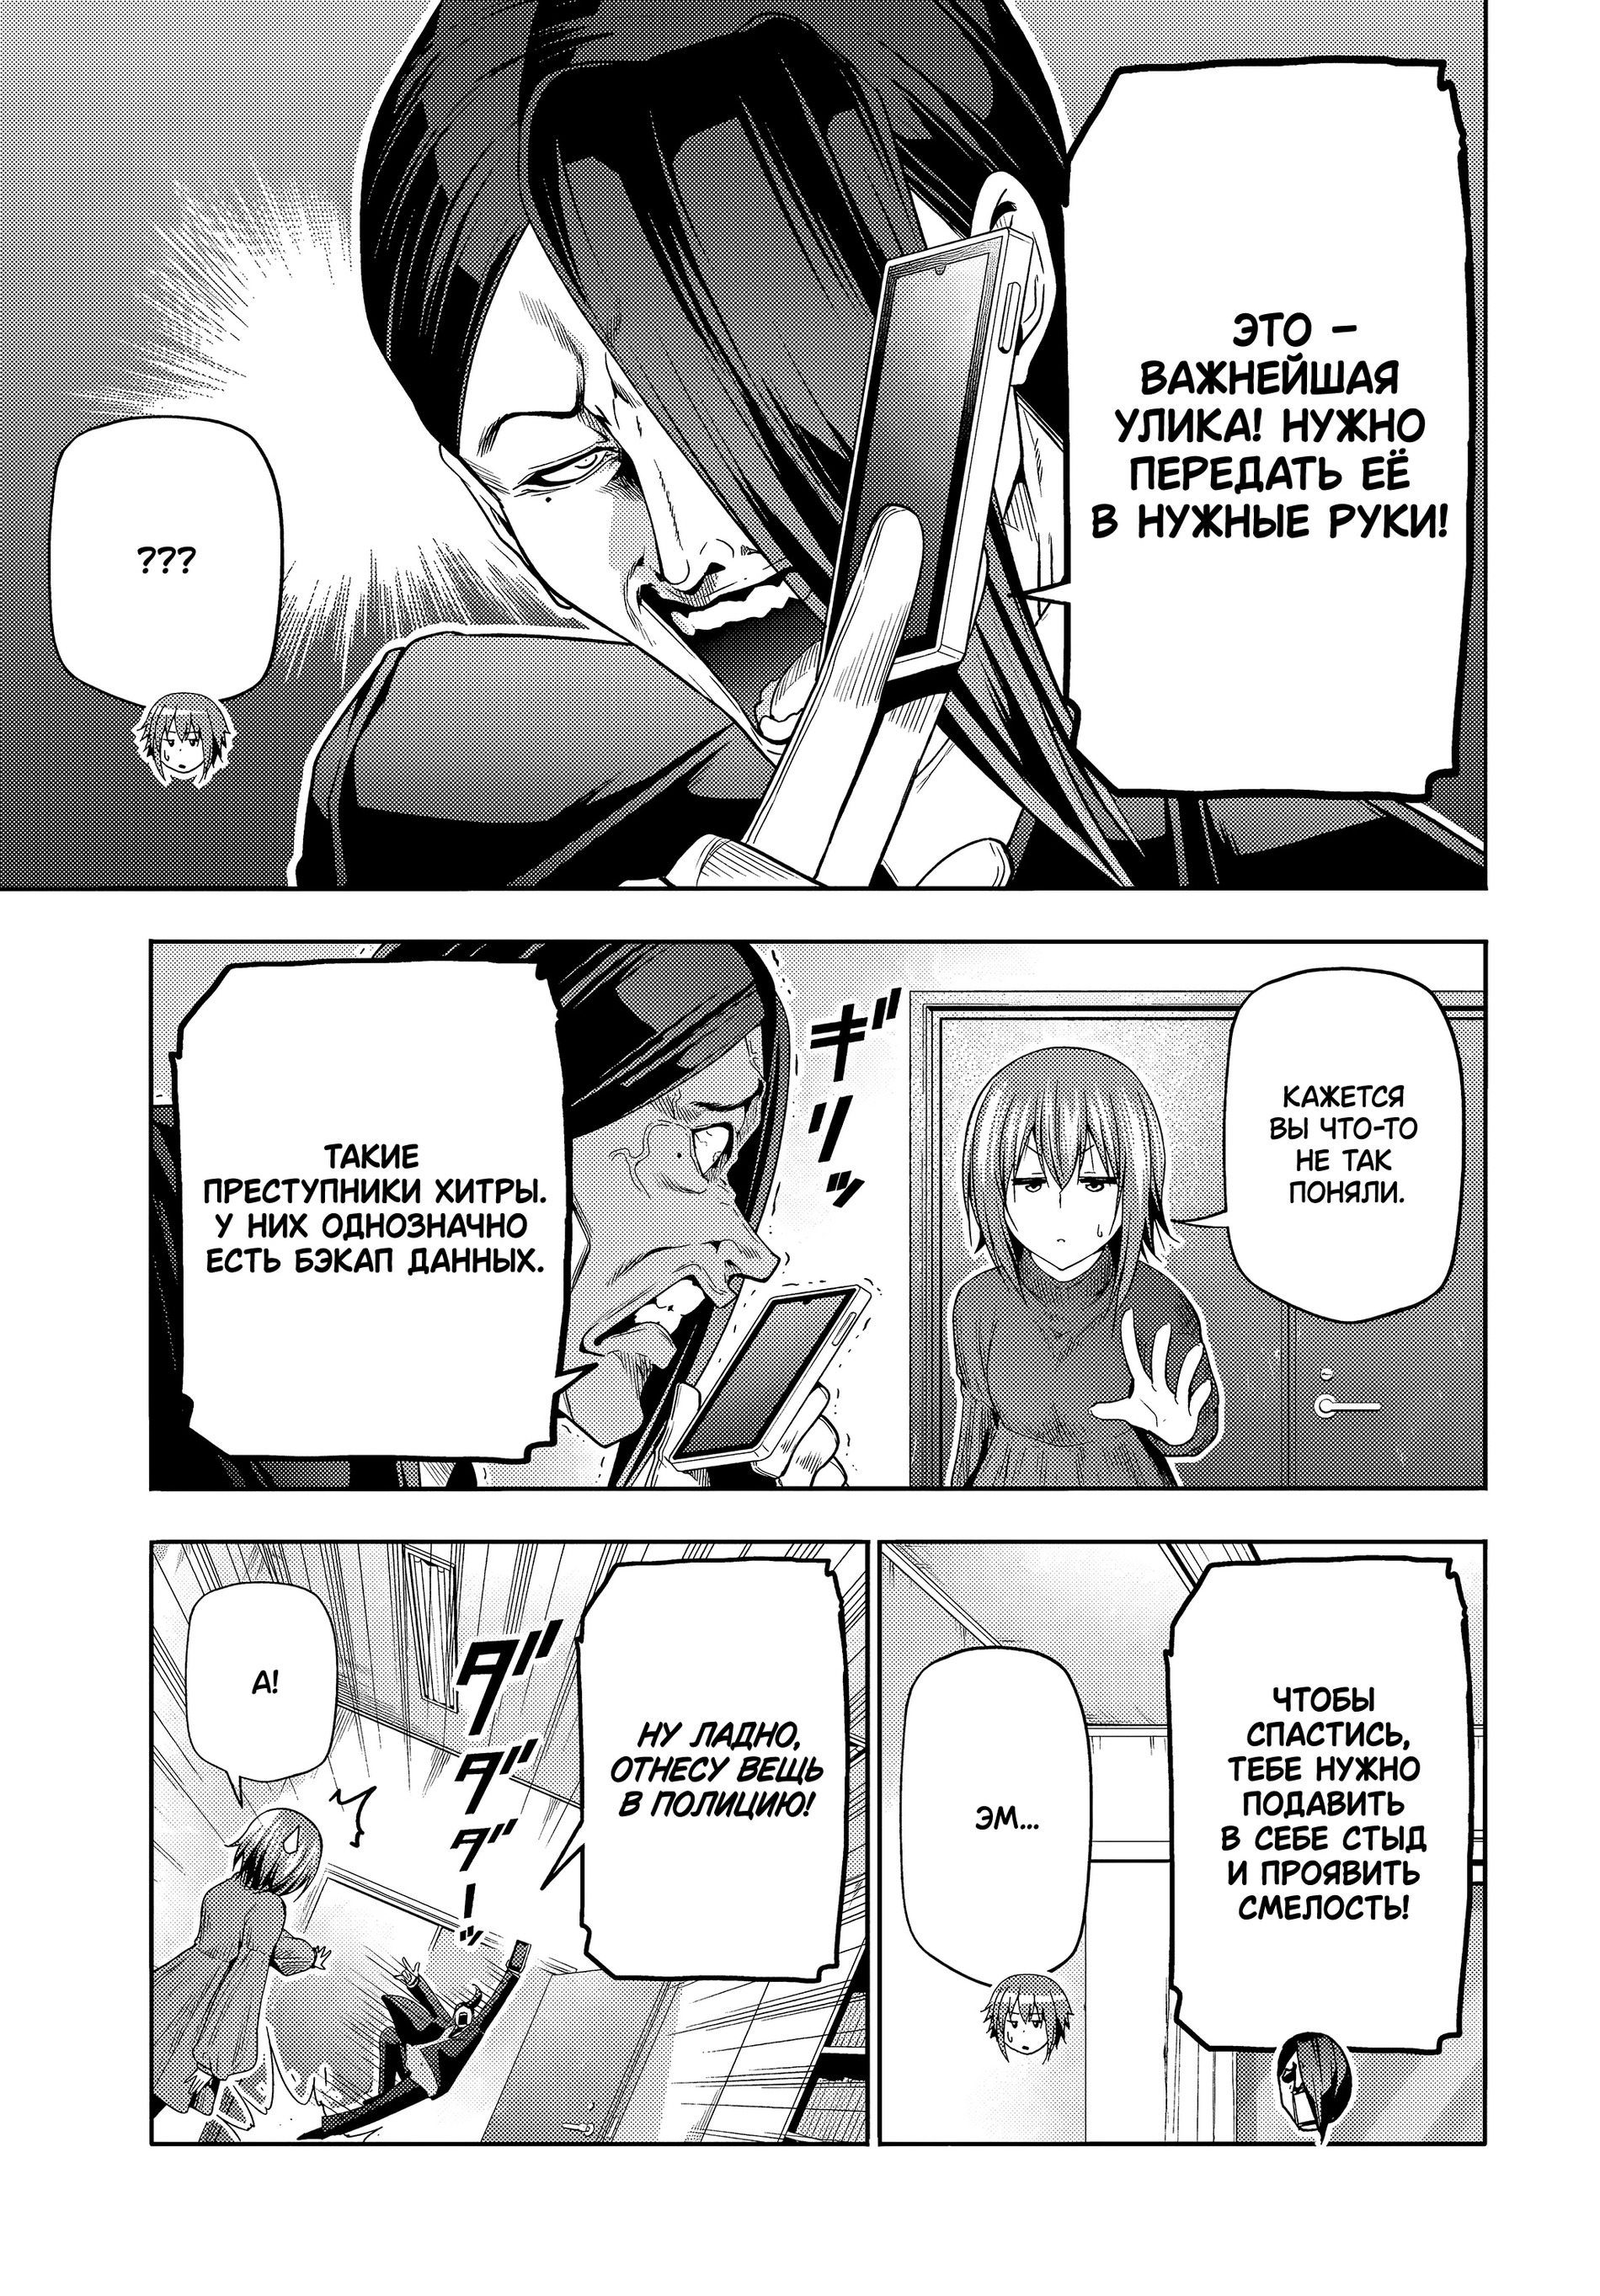 ЭТО –
ВАЖНЕЙШАЯ
УЛИКА! НУЖНО
ПЕРЕДАТЬ ЕЁ
В НУЖНЫЕ РУКИ!
???
КАЖЕТСЯ
ВЫ ЧТО-ТО
НЕ ТАК
ПОНЯЛИ.
ギリッ
ТАКИЕ
ПРЕСТУПНИКИ ХИТРЫ.
У НИХ ОДНОЗНАЧНО
ЕСТЬ БЭКАП ДАННЫХ.
ЧТОБЫ
СПАСТИСЬ,
ТЕБЕ НУЖНО
ПОДАВИТЬ
В СЕБЕ СТЫД
И ПРОЯВИТЬ
СМЕЛОСТЬ!
ЭМ...
НУ ЛАДНО,
ОТНЕСУ ВЕЩЬ
В ПОЛИЦИЮ!
ダダダーッ
А!